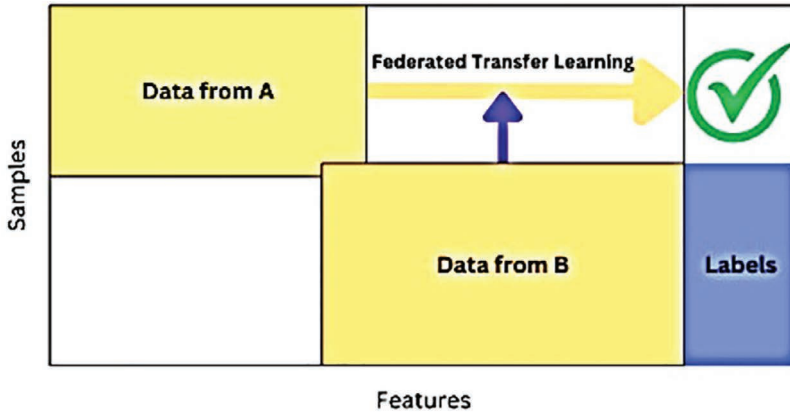 Federated Transfer Learning
Data from A
Samples
Data from B
Labels
Features